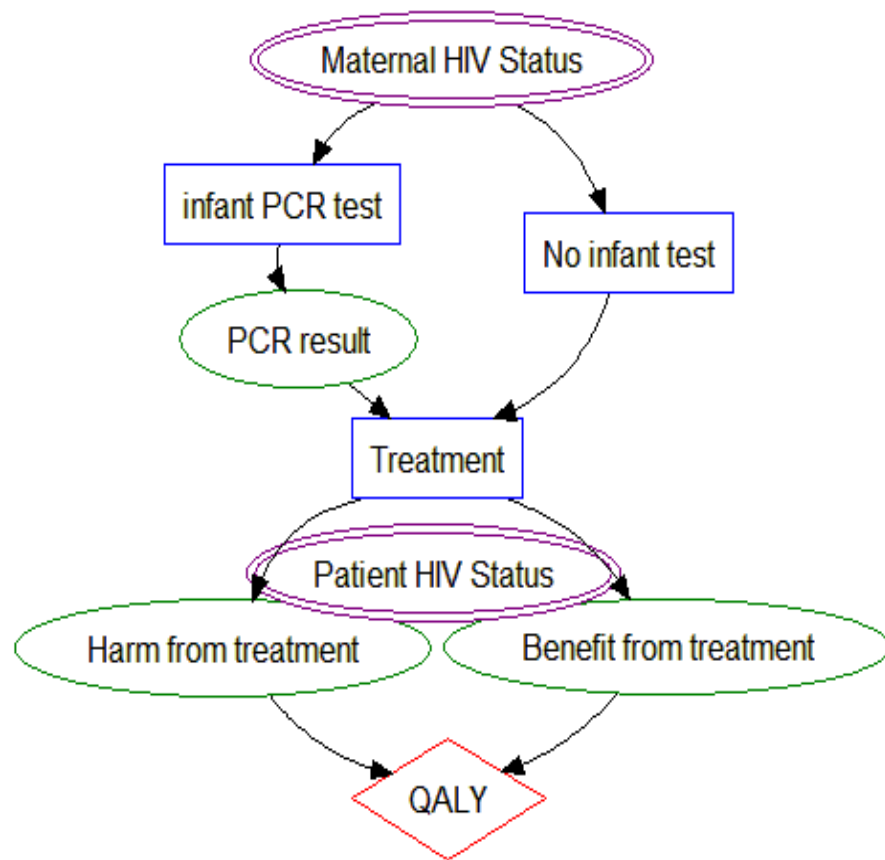 Maternal HIV Status
infant PCR test
No infant test
PCR result
Treatment
Patient HIV Status
Harm from treatment
Benefit from treatment
QALY